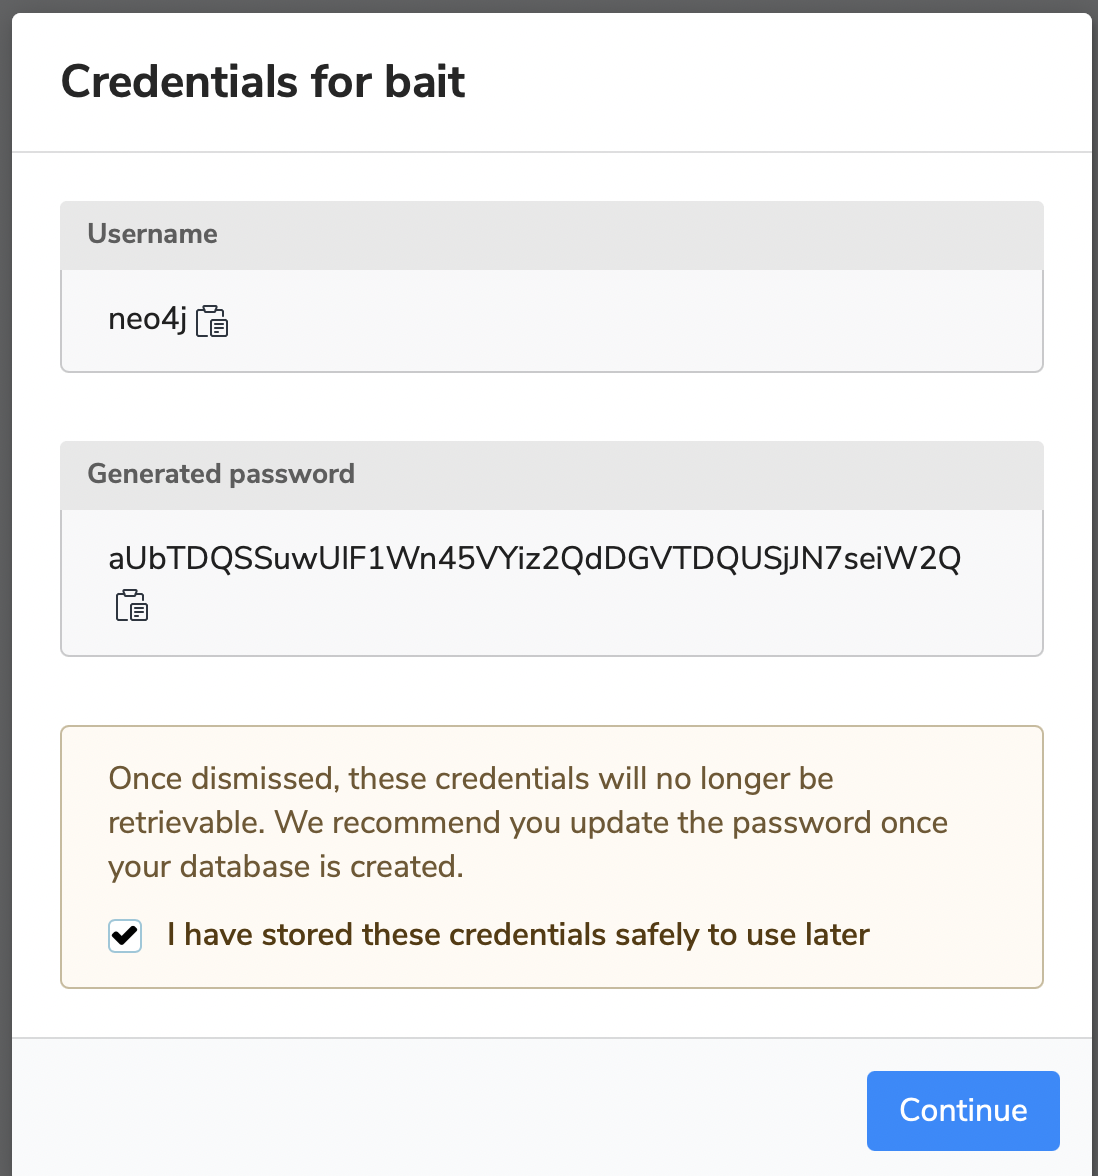 Credentials for bait
Username
neo4j
Generated password
aUbTDQSSuwUIF1Wn45VYiz2QdDGVTDQUSjJN7seiW2Q
Once dismissed, these credentials will no longer be
retrievable. We recommend you update the password once
your database is created.
I have stored these credentials safely to use later
Continue